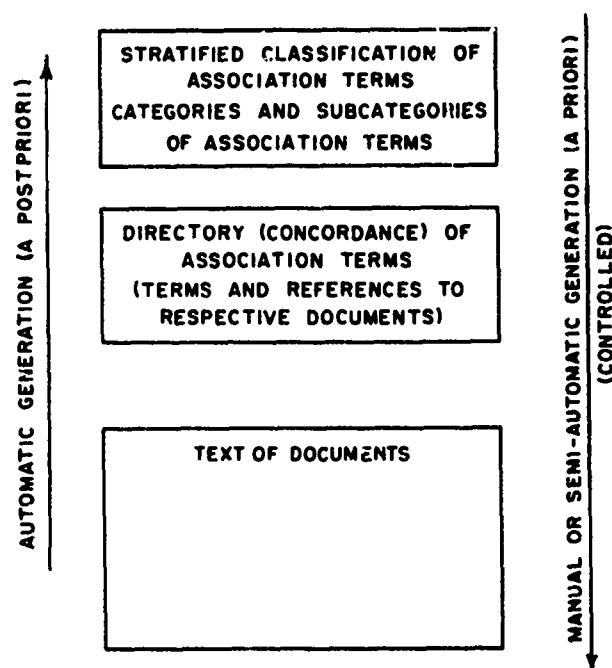 STRATIFIED CLASSIFICATION OF
ASSOCIATION TERMS
CATEGORIES AND SUBCATEGORIES
OF ASSOCIATION TERMS
DIRECTORY (CONCORDANCE) OF
ASSOCIATION TERMS
(TERMS AND REFERENCES TO
RESPECTIVE DOCUMENTS)
TEXT OF DOCUMENTS
AUTOMATIC GENERATION (A POSTPRIORI)
MANUAL OR SEMI-AUTOMATIC GENERATION (A PRIORI)
(CONTROLLED)